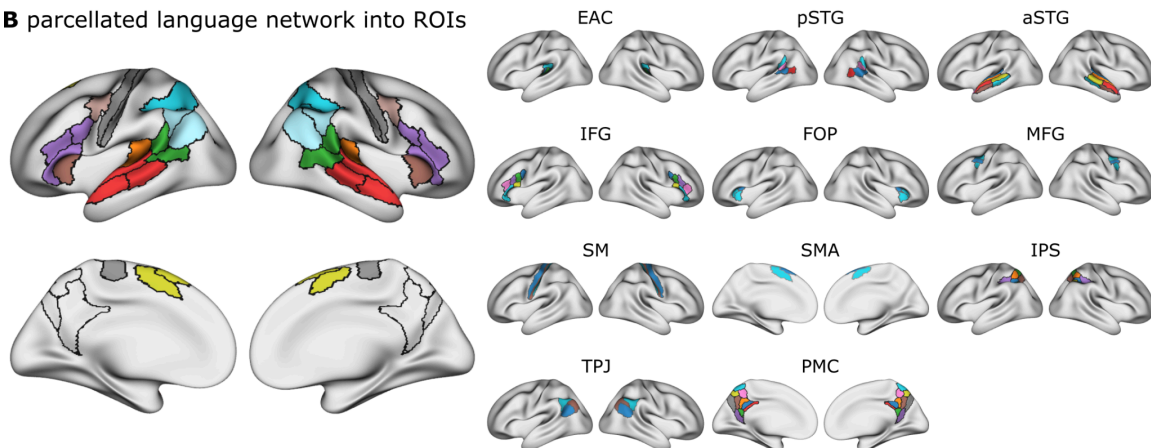 B parcellated language network into ROIs
EAC pSTG aSTG
IFG FOP MFG
SM SMA IPS
TPJ PMC